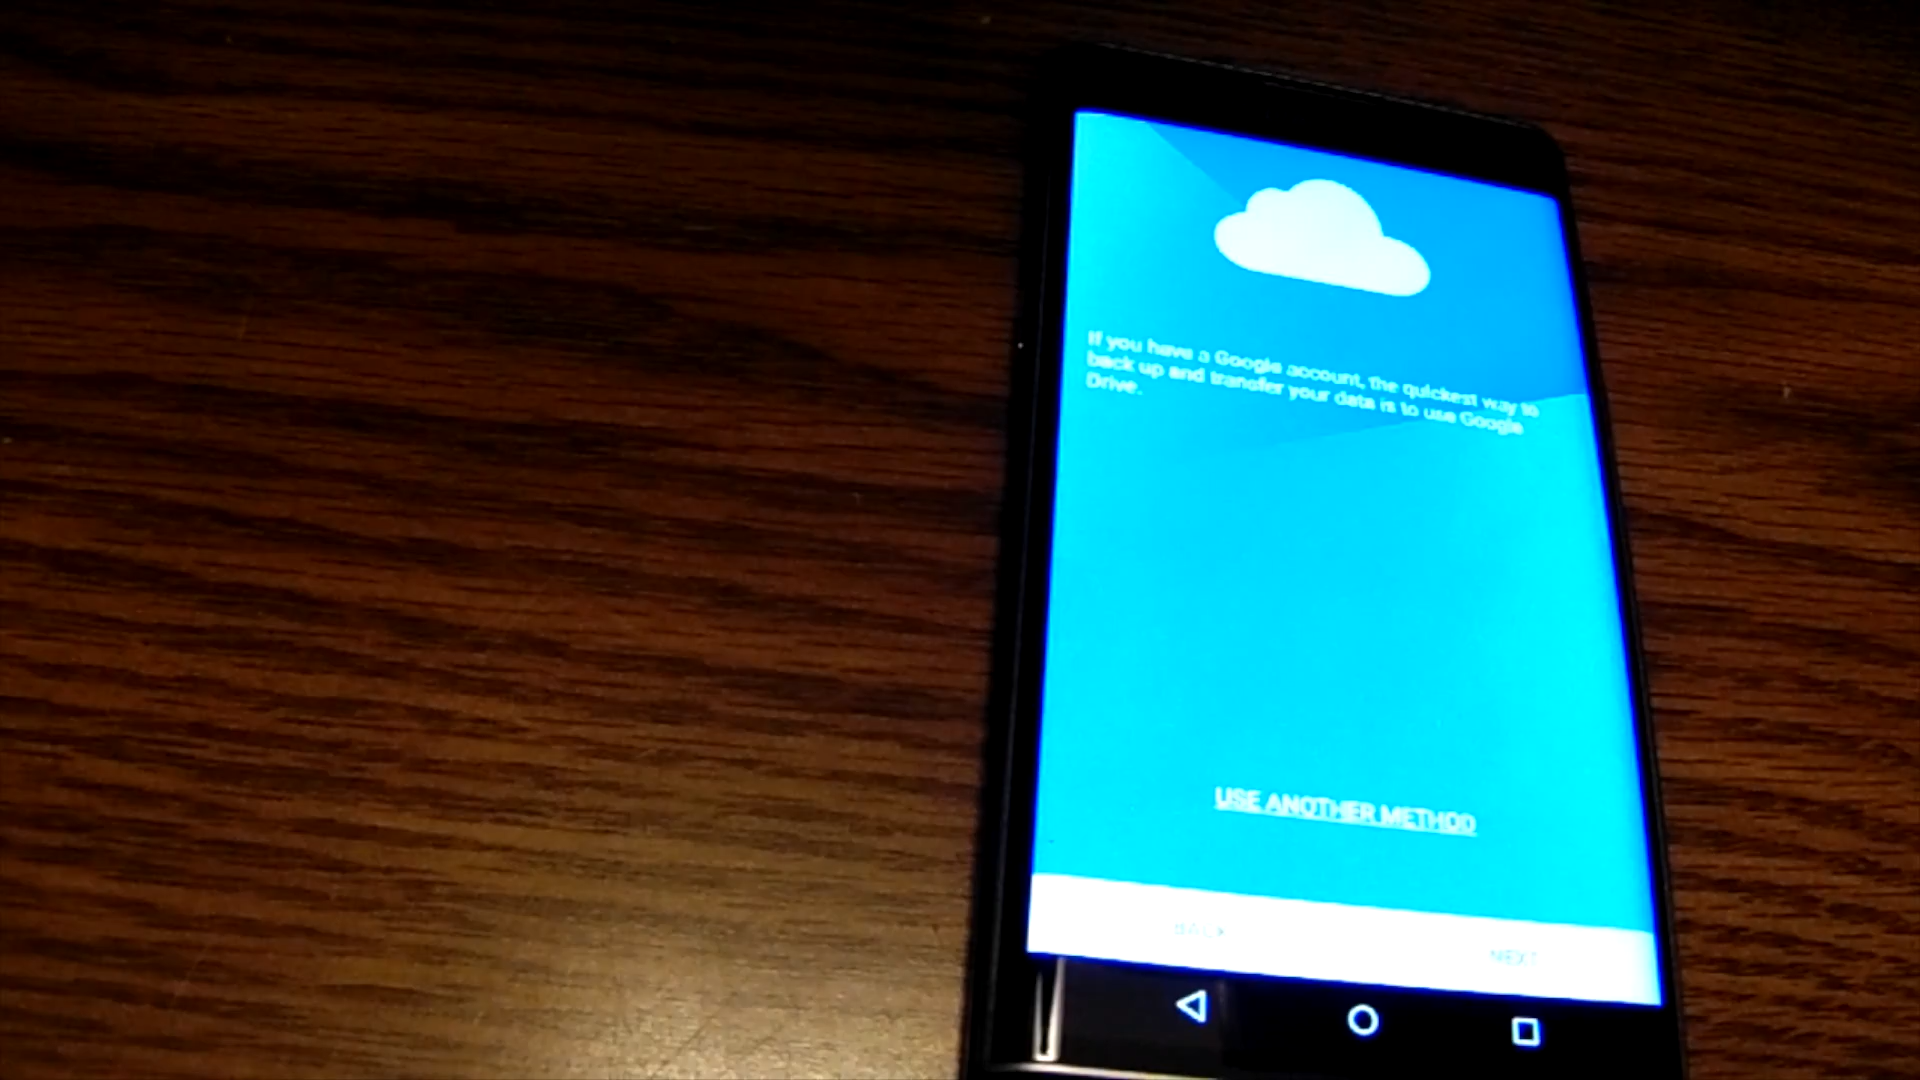 If you have a Google account, the quickest way to
back up and transfer your data is to use Google
Drive.
USE ANOTHER METHOD
BACK
NEXT